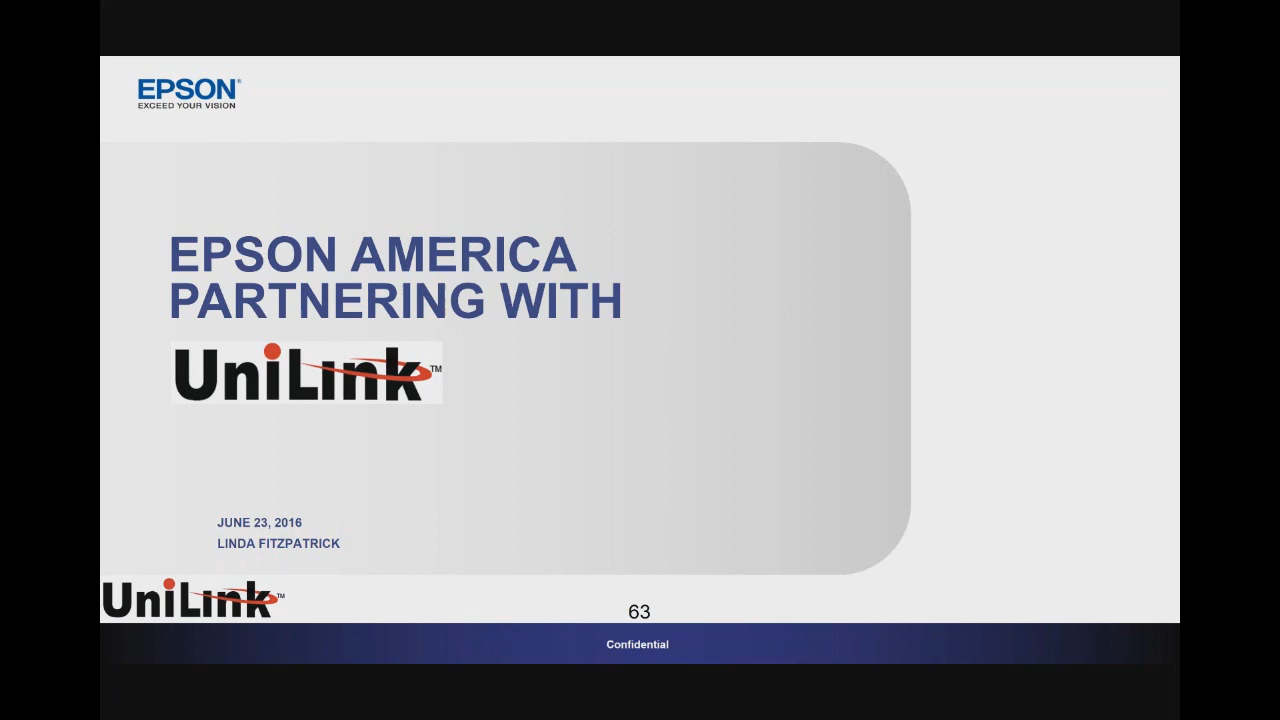 EPSON®
EXCEED YOUR VISION
EPSON AMERICA
PARTNERING WITH
UniLink™
JUNE 23, 2016
LINDA FITZPATRICK
UniLink™
63
Confidential